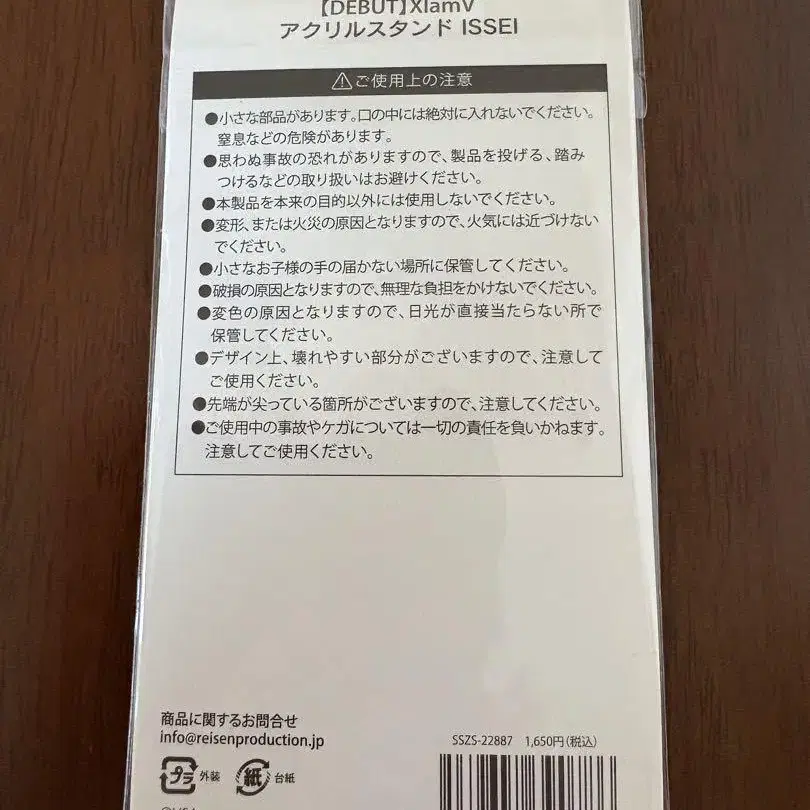 【DEBUT】XlamV
アクリルスタンド ISSEI
ご使用上の注意
●小さな部品があります。口の中には絶対に入れないでください。
窒息などの危険があります。
●思わぬ事故の恐れがありますので、製品を投げる、踏み
つけるなどの取り扱いはお避けください。
●本製品を本来の目的以外には使用しないでください。
●変形、または火災の原因となりますので、火気には近づけない
でください。
●小さなお子様の手の届かない場所に保管してください。
●破損の原因となりますので、無理な負担をかけないでください。
●変色の原因となりますので、日光が直接当たらない所で
保管してください。
●デザイン上、壊れやすい部分がございますので、注意して
ご使用ください。
●先端が尖っている箇所がございますので、注意してください。
●ご使用中の事故やケガについては一切の責任を負いかねます。
注意してご使用ください。
商品に関するお問合せ
info@reisenproduction.jp
SSZS-22887 1,650円(税込)
プラ 外装 紙 台紙